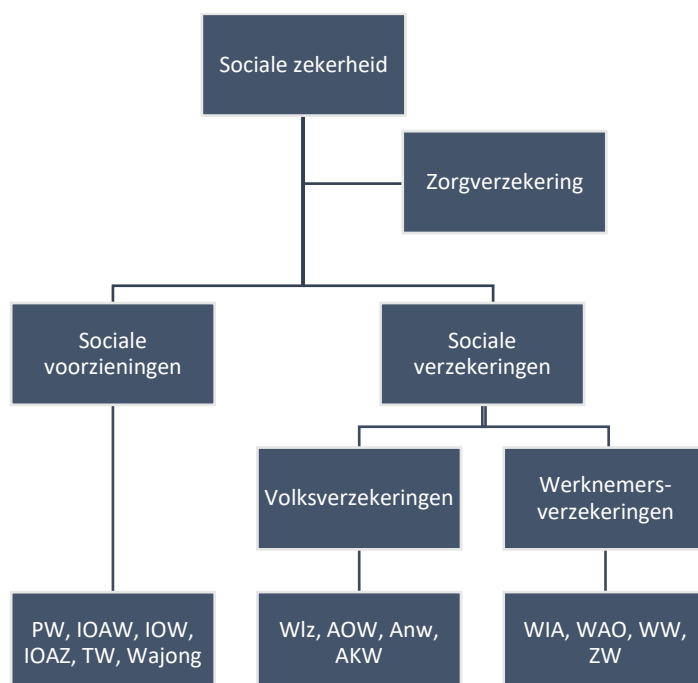 Sociale zekerheid
Zorgverzekering
Sociale
voorzieningen
Sociale
verzekeringen
Volksverzekeringen
Werknemers-
verzekeringen
PW, IOAW, IOW,
IOAZ, TW, Wajong
Wlz, AOW, Anw,
AKW
WIA, WAO, WW,
ZW